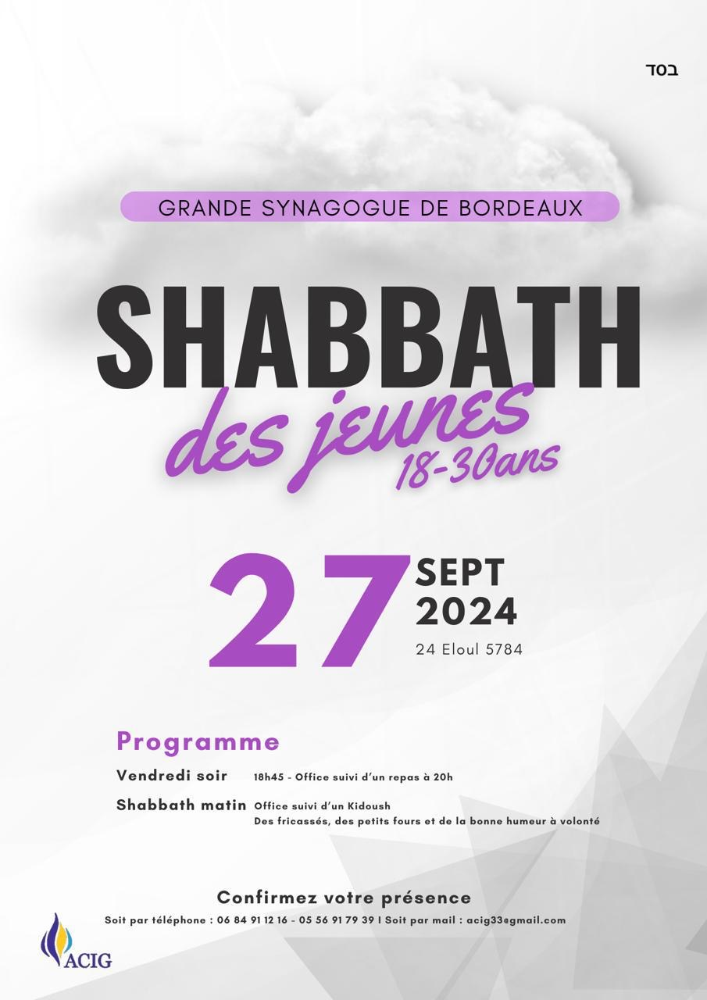 בסד
GRANDE SYNAGOGUE DE BORDEAUX
SHABBATH
des jeunes
18-30ans
27 SEPT
2024
24 Eloul 5784
Programme
Vendredi soir 18h45 - Office suivi d'un repas à 20h
Shabbath matin Office suivi d'un Kidoush
Des fricassés, des petits fours et de la bonne humeur à volonté
Confirmez votre présence
Soit par téléphone : 06 84 91 12 16 - 05 56 91 79 39 I Soit par mail : acig33@gmail.com
ACIG